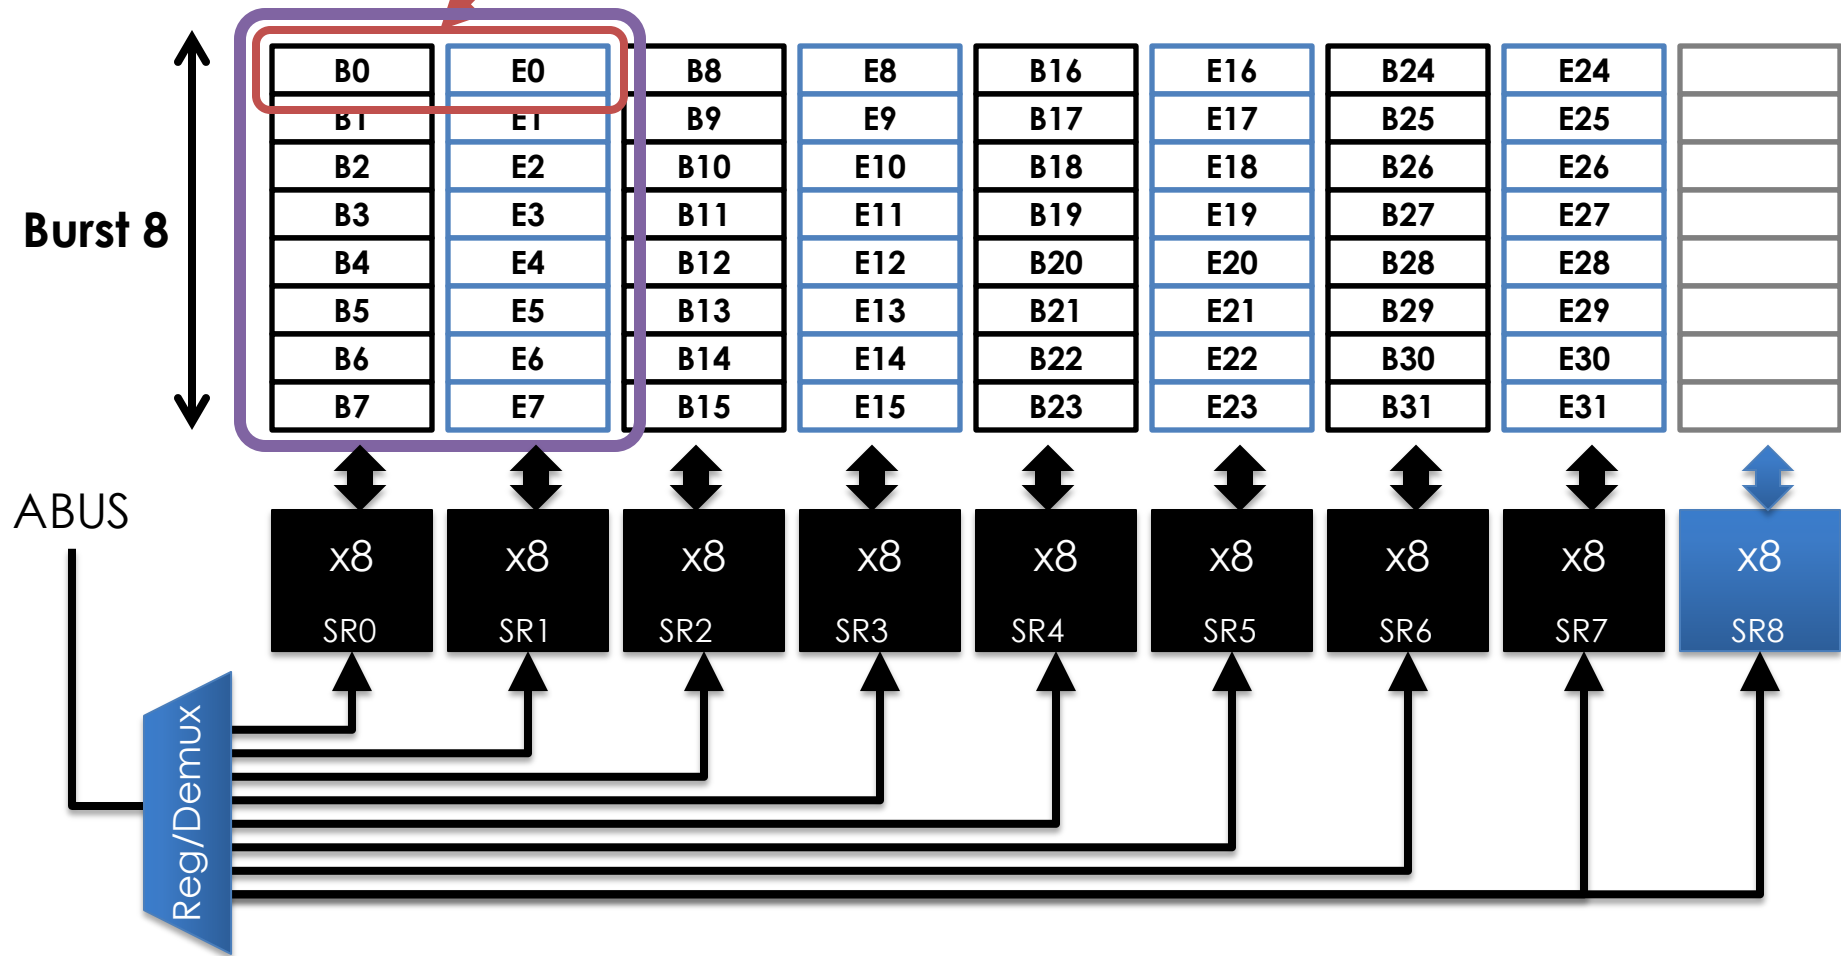 B0 E0 B8 E8 B16 E16 B24 E24
B1 E1 B9 E9 B17 E17 B25 E25
B2 E2 B10 E10 B18 E18 B26 E26
B3 E3 B11 E11 B19 E19 B27 E27
Burst 8
B4 E4 B12 E12 B20 E20 B28 E28
B5 E5 B13 E13 B21 E21 B29 E29
B6 E6 B14 E14 B22 E22 B30 E30
B7 E7 B15 E15 B23 E23 B31 E31
ABUS
x8 x8 x8 x8 x8 x8 x8 x8 x8
SR0 SR1 SR2 SR3 SR4 SR5 SR6 SR7 SR8
Reg/Demux